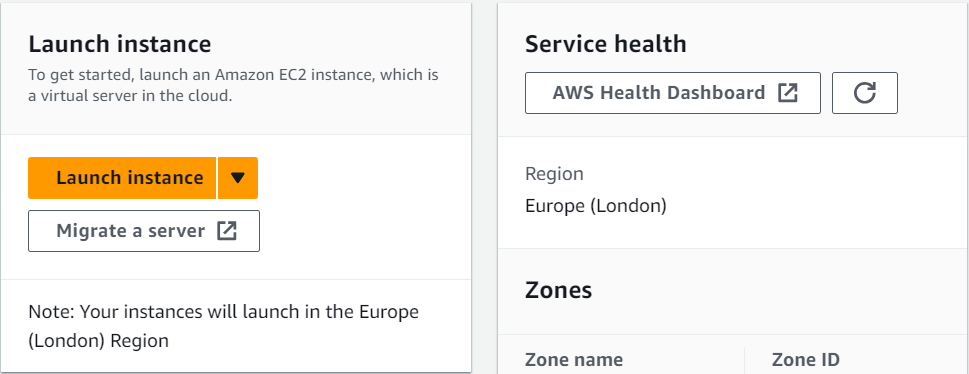 Launch instance
To get started, launch an Amazon EC2 instance, which is
a virtual server in the cloud.
Launch instance
Migrate a server
Note: Your instances will launch in the Europe
(London) Region
Service health
AWS Health Dashboard
Region
Europe (London)
Zones
Zone name Zone ID